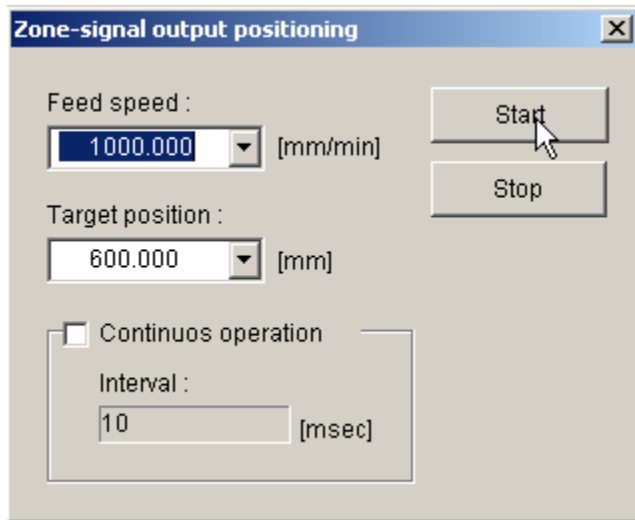 Zone-signal output positioning
Feed speed :
1000.000 [mm/min]
Start
Stop
Target position :
600.000 [mm]
Continuos operation
Interval :
10 [msec]